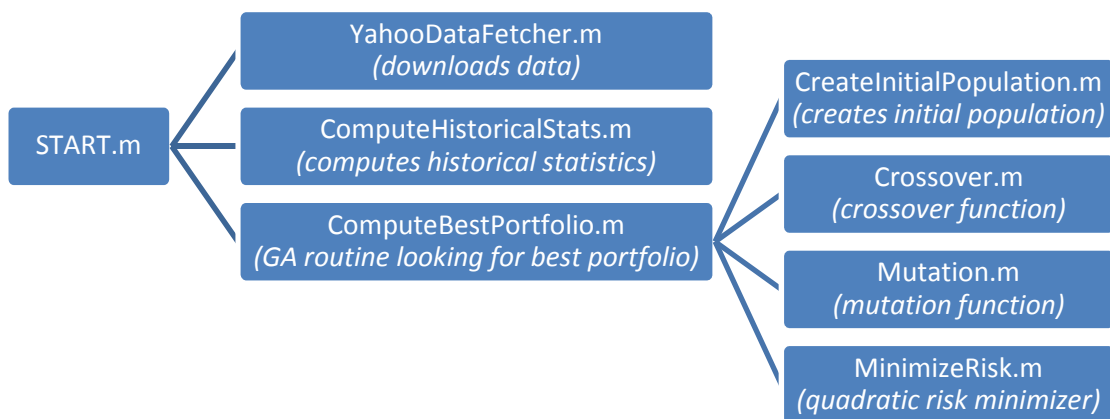 START.m
YahooDataFetcher.m
(downloads data)
ComputeHistoricalStats.m
(computes historical statistics)
ComputeBestPortfolio.m
(GA routine looking for best portfolio)
CreateInitialPopulation.m
(creates initial population)
Crossover.m
(crossover function)
Mutation.m
(mutation function)
MinimizeRisk.m
(quadratic risk minimizer)